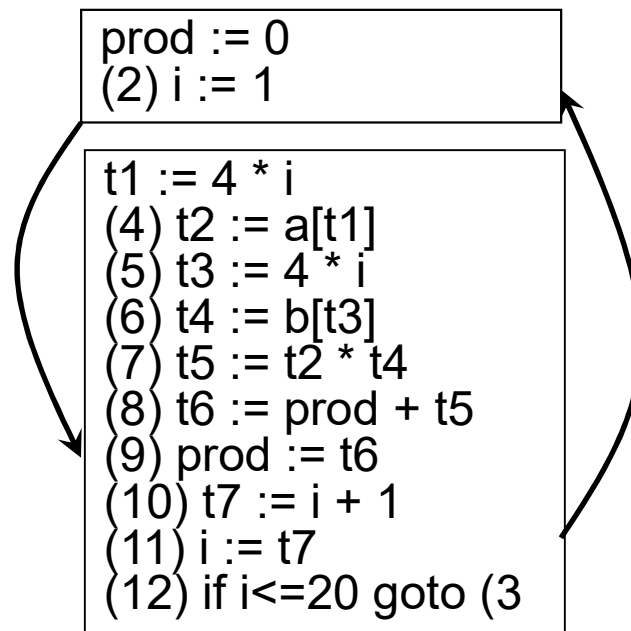 prod := 0
(2) i := 1
t1 := 4 * i
(4) t2 := a[t1]
(5) t3 := 4 * i
(6) t4 := b[t3]
(7) t5 := t2 * t4
(8) t6 := prod + t5
(9) prod := t6
(10) t7 := i + 1
(11) i := t7
(12) if i<=20 goto (3